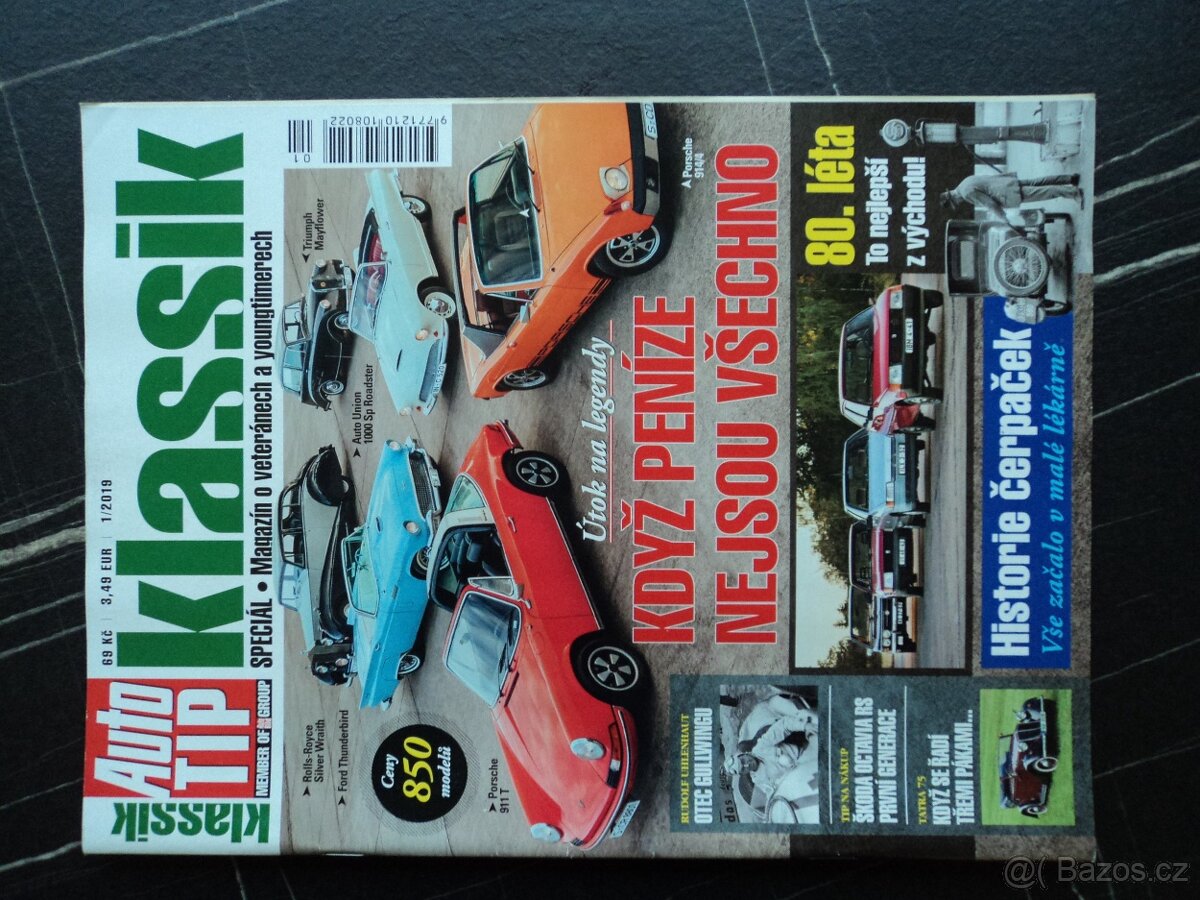 69 Kč | 3,49 EUR | 1/2019
Auto
TIP
MEMBER OF GROUP
klassik
klassik
SPECIÁL • Magazín o veteránech a youngtimerech
01
9771210108022
Triumph
Mayflower
Auto Union
1000 Sp Roadster
Rolls-Royce
Silver Wraith
Ford Thunderbird
Ceny
850
modelů
Porsche
911 T
Porsche
914/4
Útok na legendy
KDYŽ PENÍZE
NEJSOU VŠECHNO
80. léta
To nejlepší
z východu!
Historie čerpaček
Vše začalo v malé lékárně
RUDOLF UHLENHAUT
OTEC GULLWINGU
TIP NA NÁKUP
ŠKODA OCTAVIA RS
PRVNÍ GENERACE
TATRA 75
KDYŽ SE ŘADÍ
TŘEMI PÁKAMI...
@( Bazos.cz